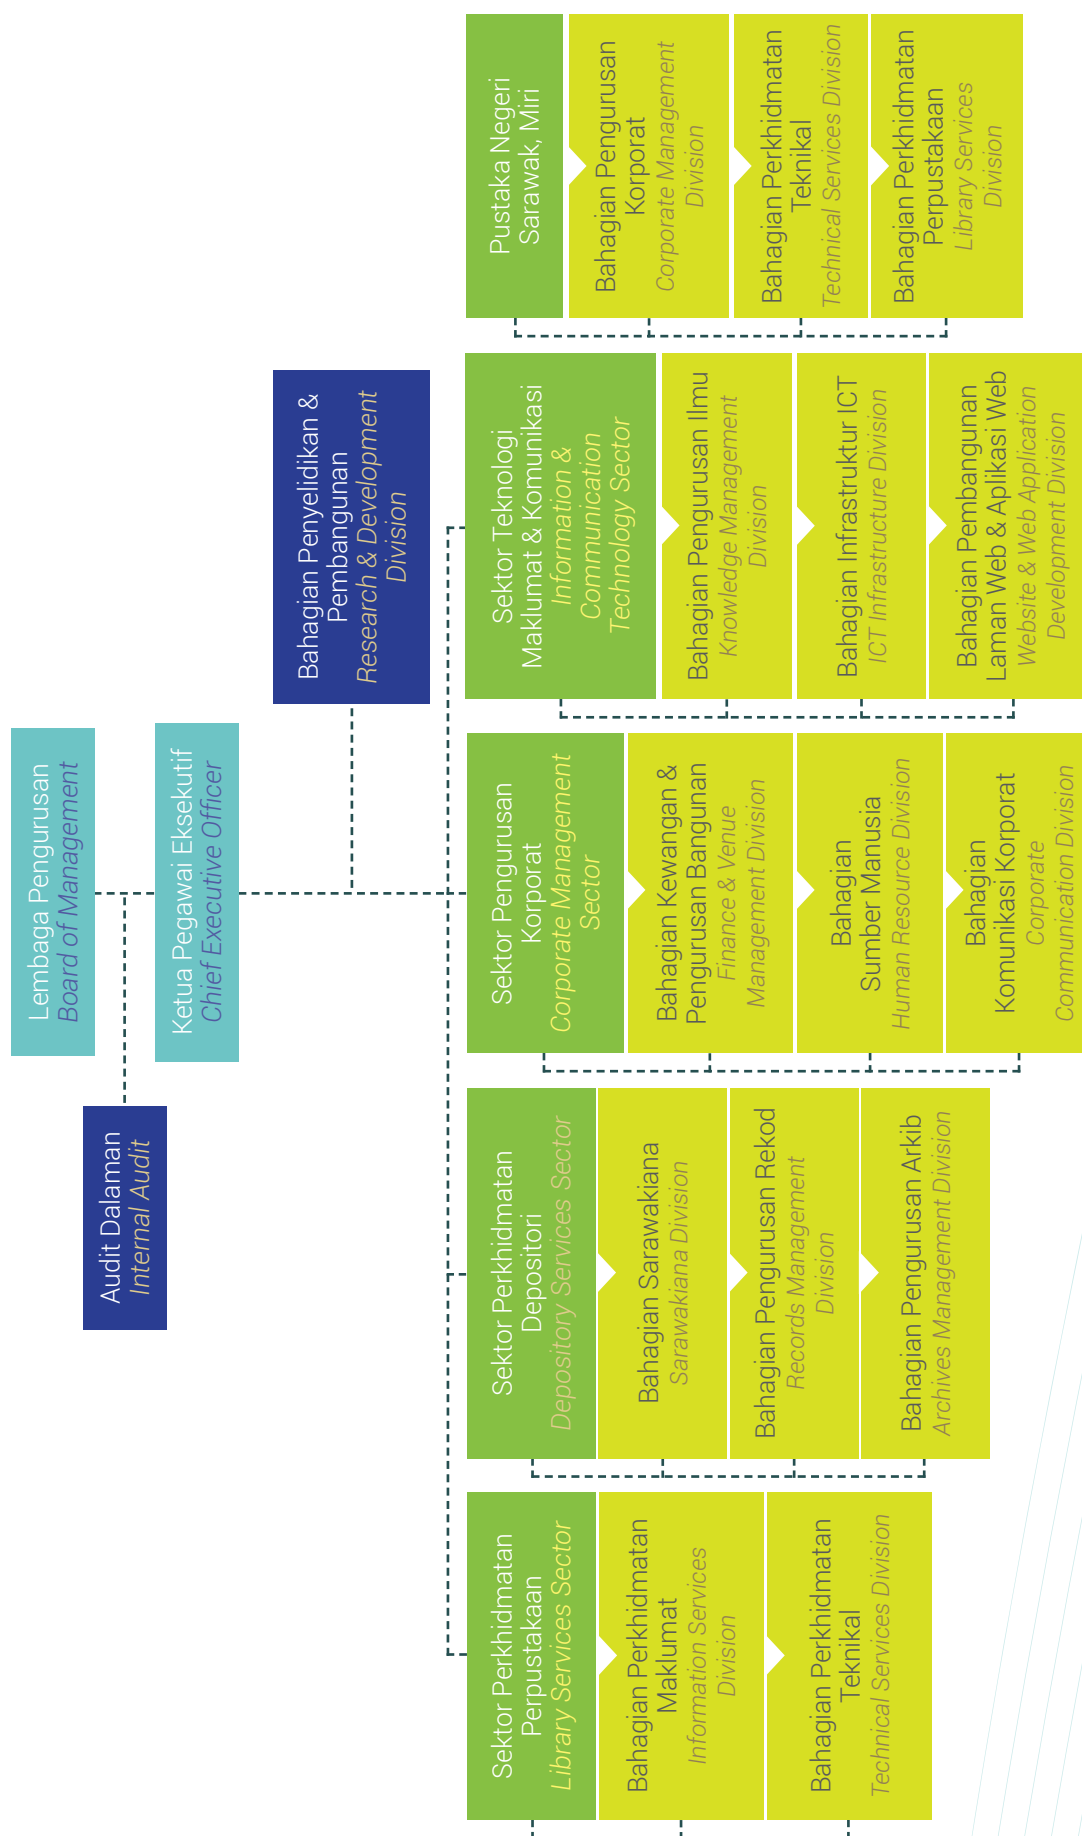 Lembaga Pengurusan
Board of Management
Audit Dalaman
Internal Audit
Ketua Pegawai Eksekutif
Chief Executive Officer
Bahagian Penyelidikan &
Pembangunan
Research & Development
Division
Sektor Perkhidmatan
Perpustakaan
Library Services Sector
Bahagian Perkhidmatan
Maklumat
Information Services
Division
Bahagian Perkhidmatan
Teknikal
Technical Services Division
Sektor Perkhidmatan
Depositori
Depository Services Sector
Bahagian Sarawakiana
Sarawakiana Division
Bahagian Pengurusan Rekod
Records Management
Division
Bahagian Pengurusan Arkib
Archives Management Division
Sektor Pengurusan
Korporat
Corporate Management
Sector
Bahagian Kewangan &
Pengurusan Bangunan
Finance & Venue
Management Division
Bahagian
Sumber Manusia
Human Resource Division
Bahagian
Komunikasi Korporat
Corporate
Communication Division
Sektor Teknologi
Maklumat & Komunikasi
Information &
Communication
Technology Sector
Bahagian Pengurusan Ilmu
Knowledge Management
Division
Bahagian Infrastruktur ICT
ICT Infrastructure Division
Bahagian Pembangunan
Laman Web & Aplikasi Web
Website & Web Application
Development Division
Pustaka Negeri
Sarawak, Miri
Bahagian Pengurusan
Korporat
Corporate Management
Division
Bahagian Perkhidmatan
Teknikal
Technical Services Division
Bahagian Perkhidmatan
Perpustakaan
Library Services
Division